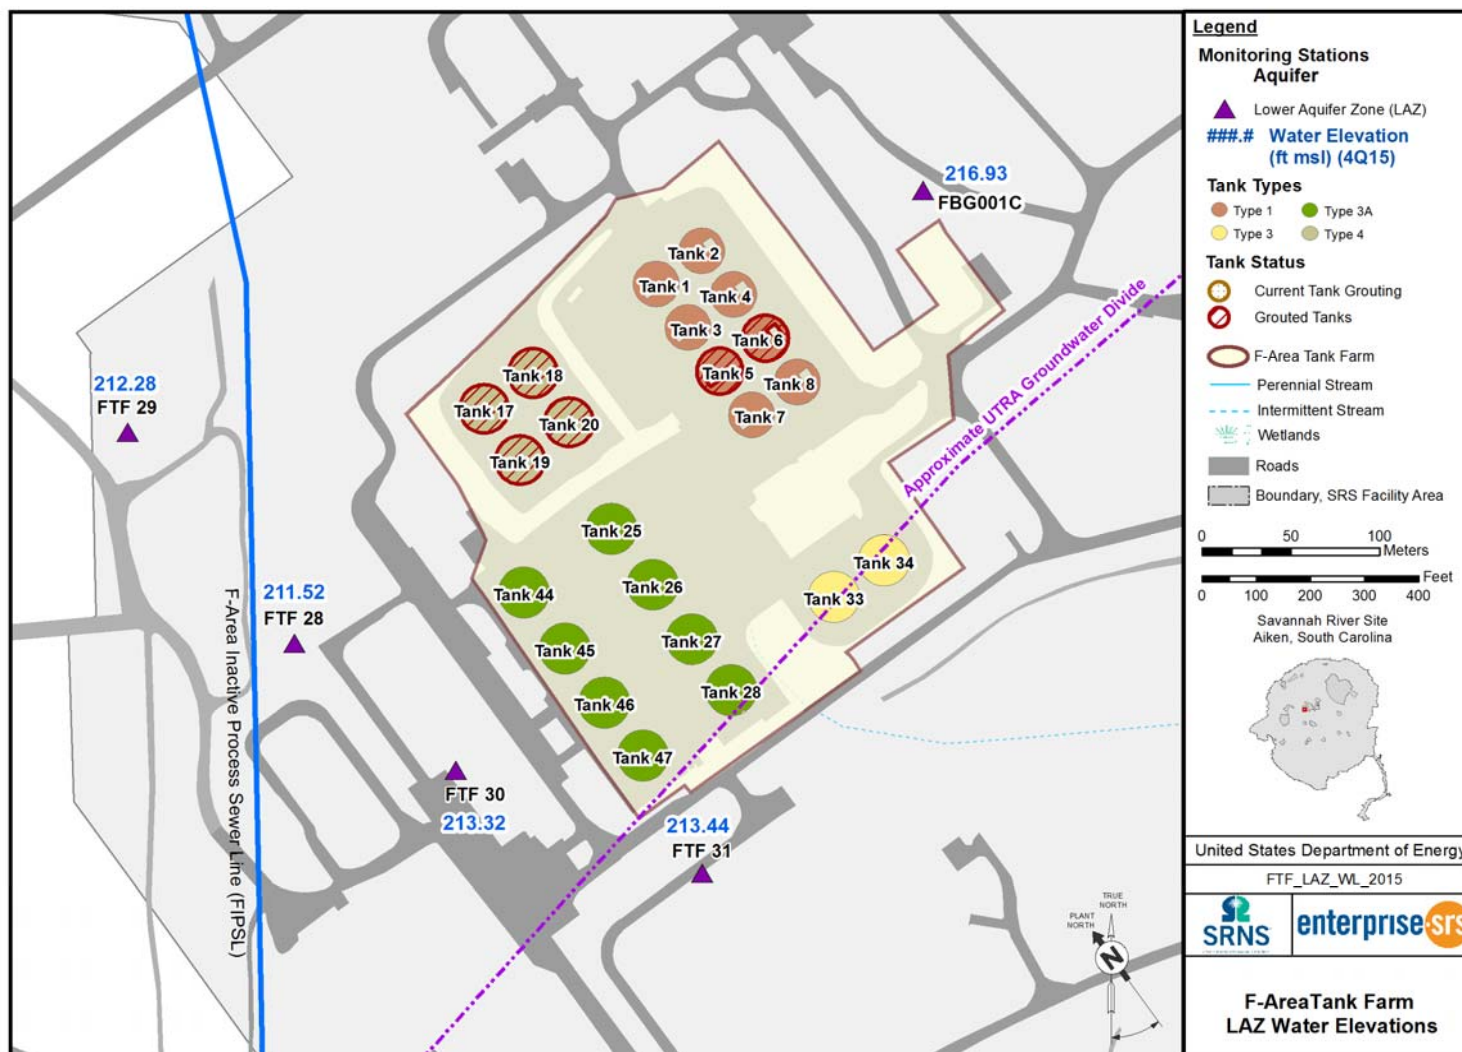 216.93
FBG001C
Tank 2
Tank 1
Tank 4
Tank 3
Tank 6
Tank 5
Tank 8
Tank 7
Tank 18
Tank 17
Tank 20
Tank 19
Approximate UTRA Groundwater Divide
212.28
FTF 29
Tank 25
Tank 34
Tank 26
Tank 44
Tank 33
Tank 27
Tank 45
Tank 28
Tank 46
Tank 47
211.52
FTF 28
F-Area Inactive Process Sewer Line (FIPSL)
FTF 30
213.32
213.44
FTF 31
TRUE
NORTH
PLANT
NORTH
N
Legend
Monitoring Stations
Aquifer
Lower Aquifer Zone (LAZ)
###.# Water Elevation
(ft msl) (4Q15)
Tank Types
Type 1 Type 3A
Type 3 Type 4
Tank Status
Current Tank Grouting
Grouted Tanks
F-Area Tank Farm
Perennial Stream
Intermittent Stream
Wetlands
Roads
Boundary, SRS Facility Area
0 50 100
Meters
Feet
0 100 200 300 400
Savannah River Site
Aiken, South Carolina
United States Department of Energy
FTF_LAZ_WL_2015
SRNS
enterprise·srs
F-AreaTank Farm
LAZ Water Elevations